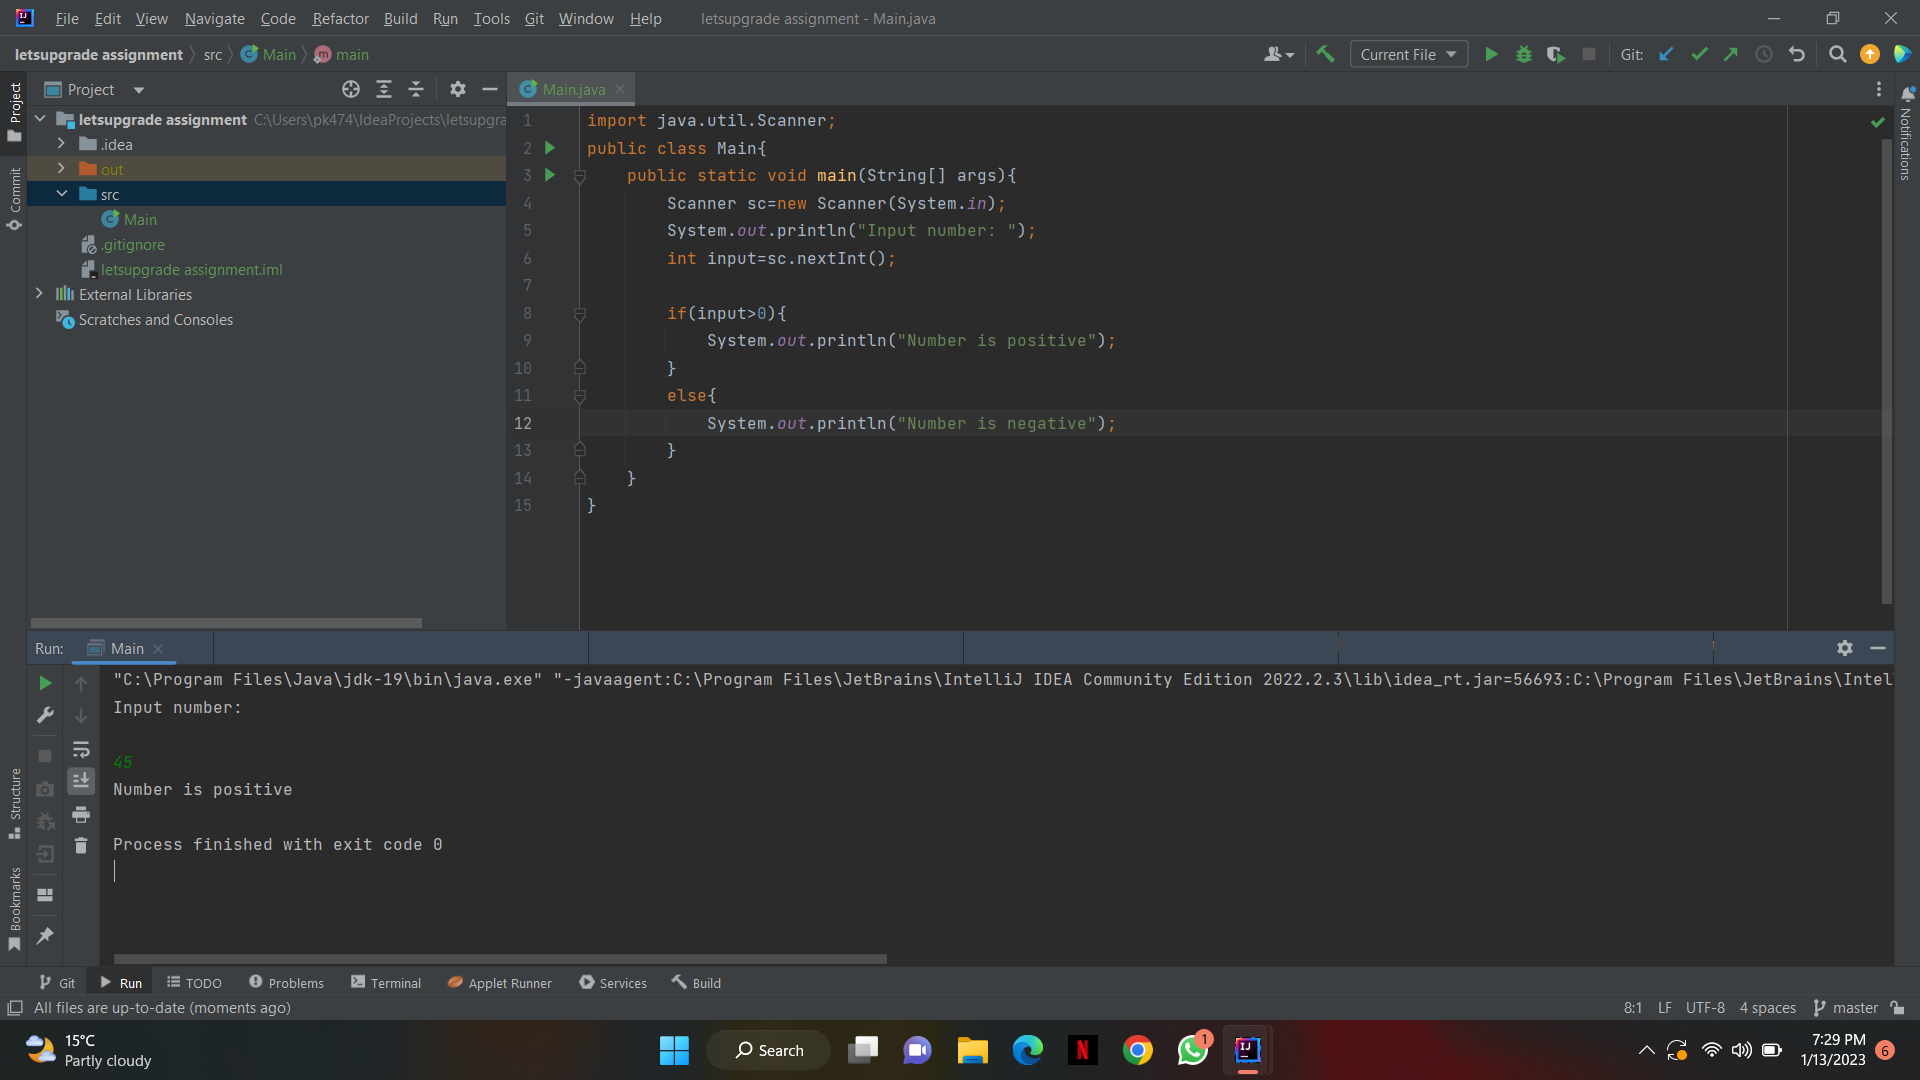 File Edit View Navigate Code Refactor Build Run Tools Git Window Help letsupgrade assignment - Main.java
letsupgrade assignment src Main main
Current File Git:
Project
Main.java
Project
Commit
Structure
Bookmarks
Notifications
letsupgrade assignment C:\Users\pk474\IdeaProjects\letsupgra
.idea
out
src
Main
.gitignore
letsupgrade assignment.iml
External Libraries
Scratches and Consoles
1 import java.util.Scanner;
2 public class Main{
3 public static void main(String[] args){
4 Scanner sc=new Scanner(System.in);
5 System.out.println("Input number: ");
6 int input=sc.nextInt();
7
8 if(input>0){
9 System.out.println("Number is positive");
10 }
11 else{
12 System.out.println("Number is negative");
13 }
14 }
15 }
Run: Main
"C:\Program Files\Java\jdk-19\bin\java.exe" "-javaagent:C:\Program Files\JetBrains\IntelliJ IDEA Community Edition 2022.2.3\lib\idea_rt.jar=56693:C:\Program Files\JetBrains\Intel
Input number:
45
Number is positive
Process finished with exit code 0
Git Run TODO Problems Terminal Applet Runner Services Build
All files are up-to-date (moments ago) 8:1 LF UTF-8 4 spaces master
15°C
Partly cloudy
Search
1
7:29 PM
1/13/2023
6